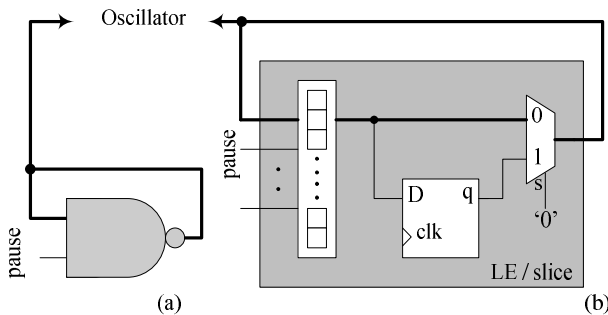 Oscillator
pause
(a)
pause
0
1
s
'0'
D q
clk
LE / slice
(b)